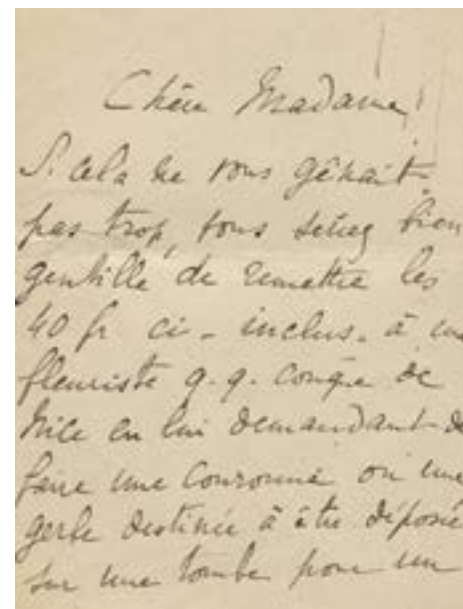 Chère Madame,
Si cela ne vous gênait
pas trop, vous seriez bien
gentille de remettre les
40 fr ci-inclus à un
fleuriste q.q. conque de
Nice en lui demandant de
faire une couronne ou une
gerbe destinée à être déposée
sur une tombe pour un